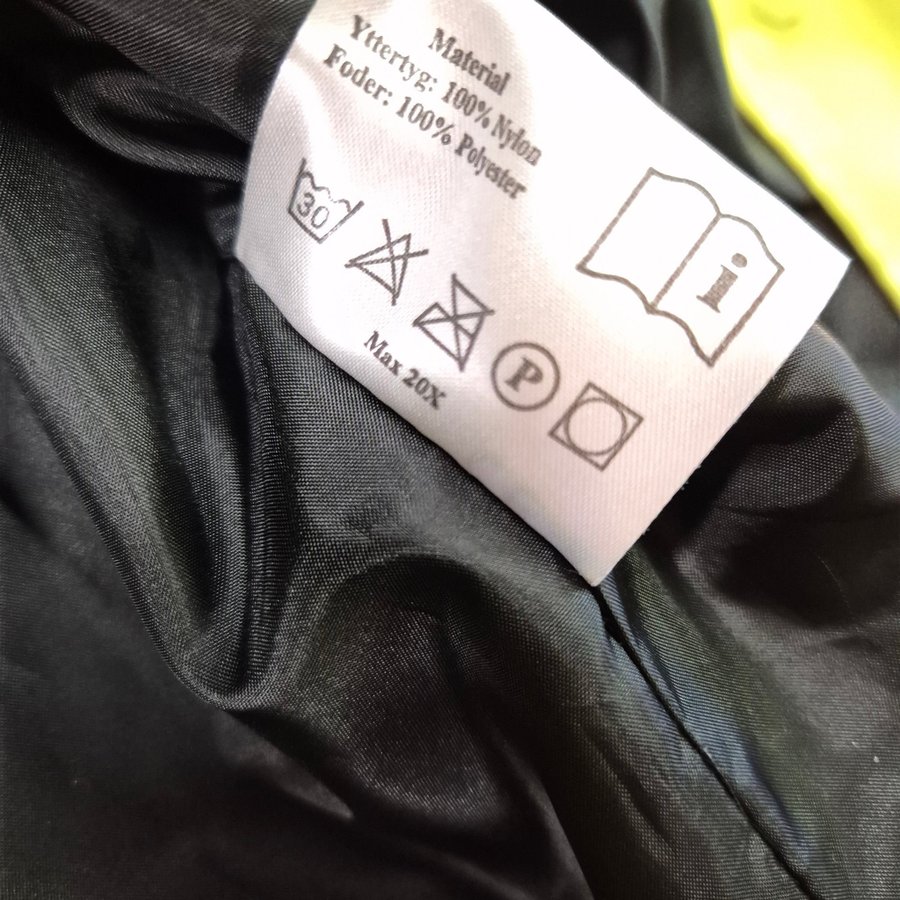 Material
Yttertyg: 100% Nylon
Foder: 100% Polyester
30
P
Max 20X
i